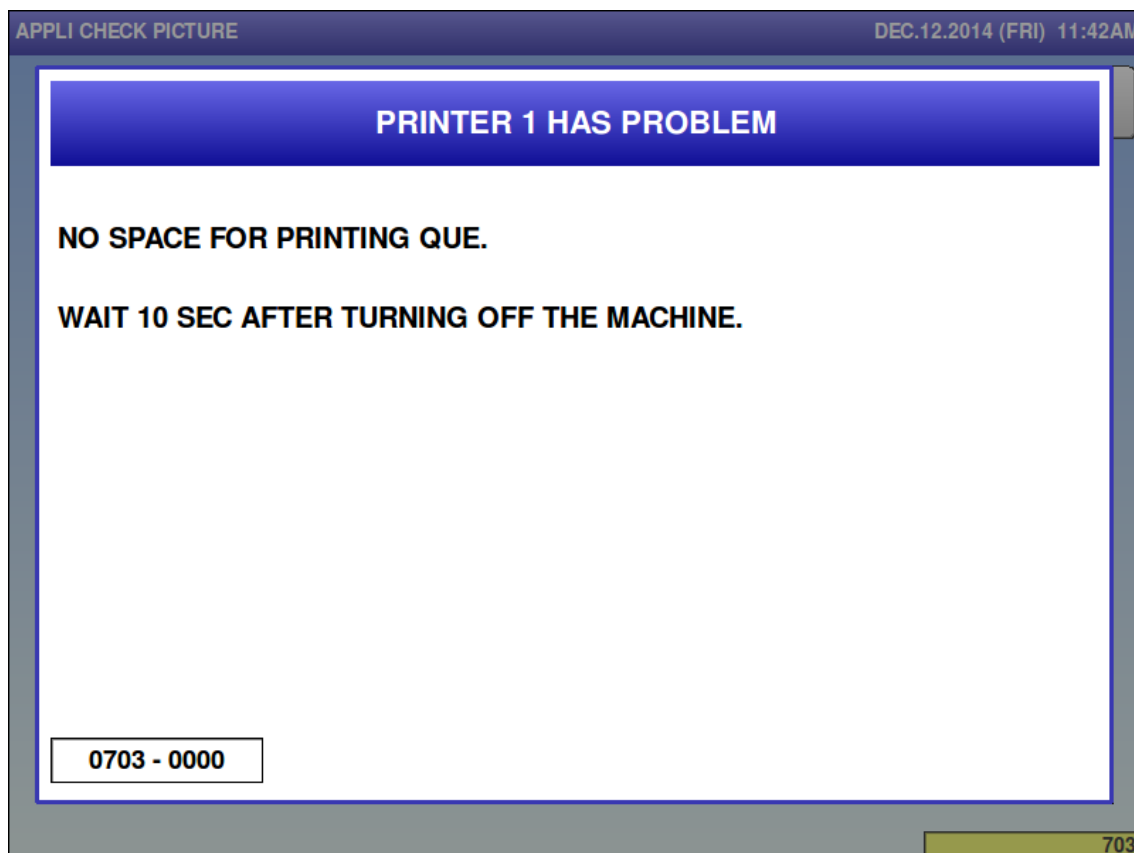 APPLI CHECK PICTURE
DEC.12.2014 (FRI) 11:42AM
PRINTER 1 HAS PROBLEM
NO SPACE FOR PRINTING QUE.
WAIT 10 SEC AFTER TURNING OFF THE MACHINE.
0703 - 0000
703